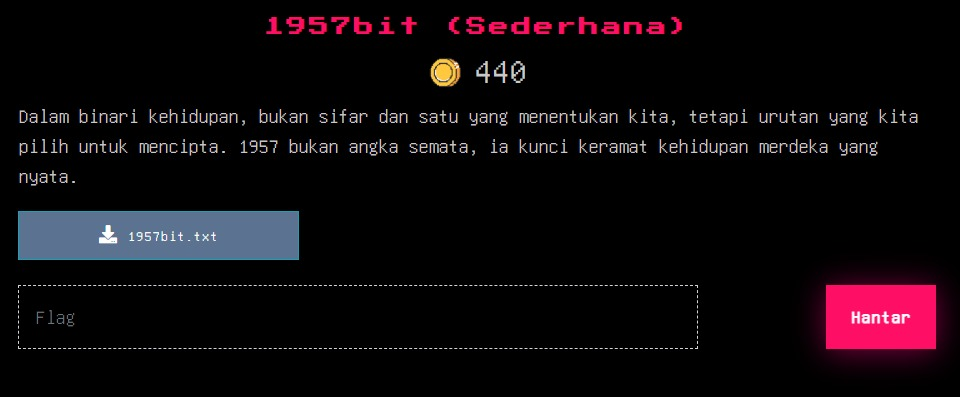 1957bit (Sederhana)
440
Dalam binari kehidupan, bukan sifar dan satu yang menentukan kita, tetapi urutan yang kita
pilih untuk mencipta. 1957 bukan angka semata, ia kunci keramat kehidupan merdeka yang
nyata.
1957bit.txt
Flag
Hantar